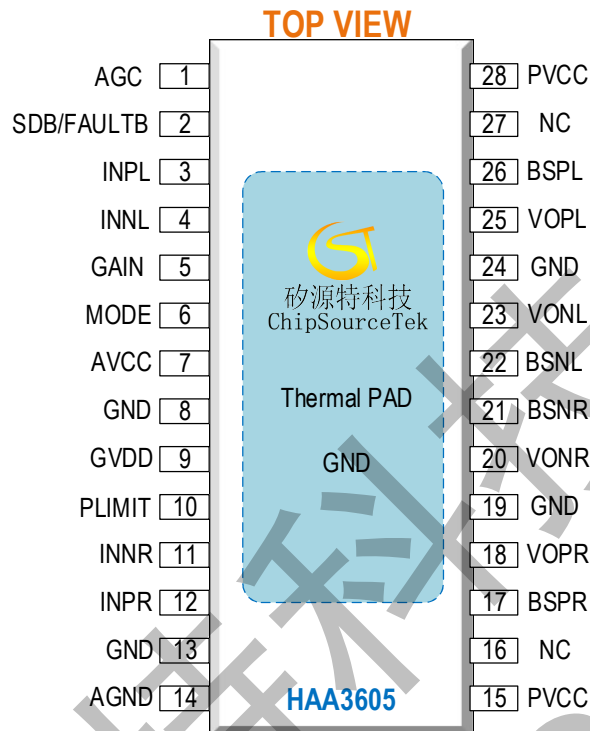 TOP VIEW
AGC 1 28 PVCC
SDB/FAULTB 2 27 NC
INPL 3 26 BSPL
INNL 4 25 VOPL
GAIN 5 24 GND
MODE 6 23 VONL
AVCC 7 22 BSNL
GND 8 21 BSNR
GVDD 9 20 VONR
PLIMIT 10 19 GND
INNR 11 18 VOPR
INPR 12 17 BSPR
GND 13 16 NC
AGND 14 15 PVCC
矽源特科技
ChipSourceTek
Thermal PAD
GND
HAA3605
特科技